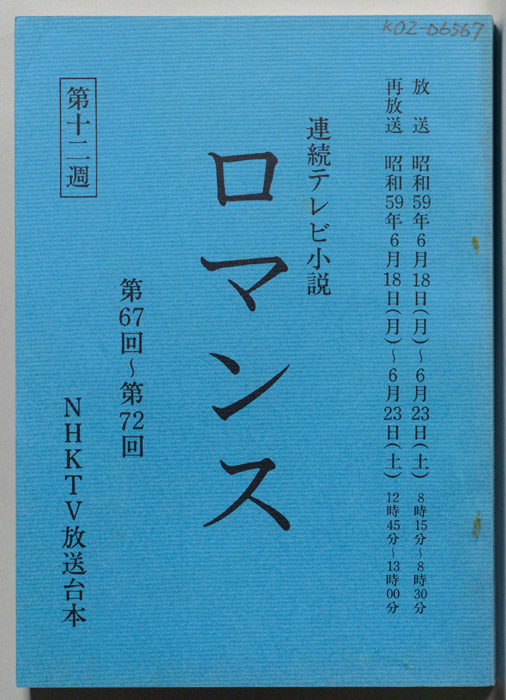 K02-06567
放送 昭和59年6月18日(月)～6月23日(土) 8時15分～8時30分
再放送 昭和59年6月18日(月)～6月23日(土) 12時45分～13時00分
連続テレビ小説
ロマンス
第67回～第72回
第十二週
NHKTV放送台本